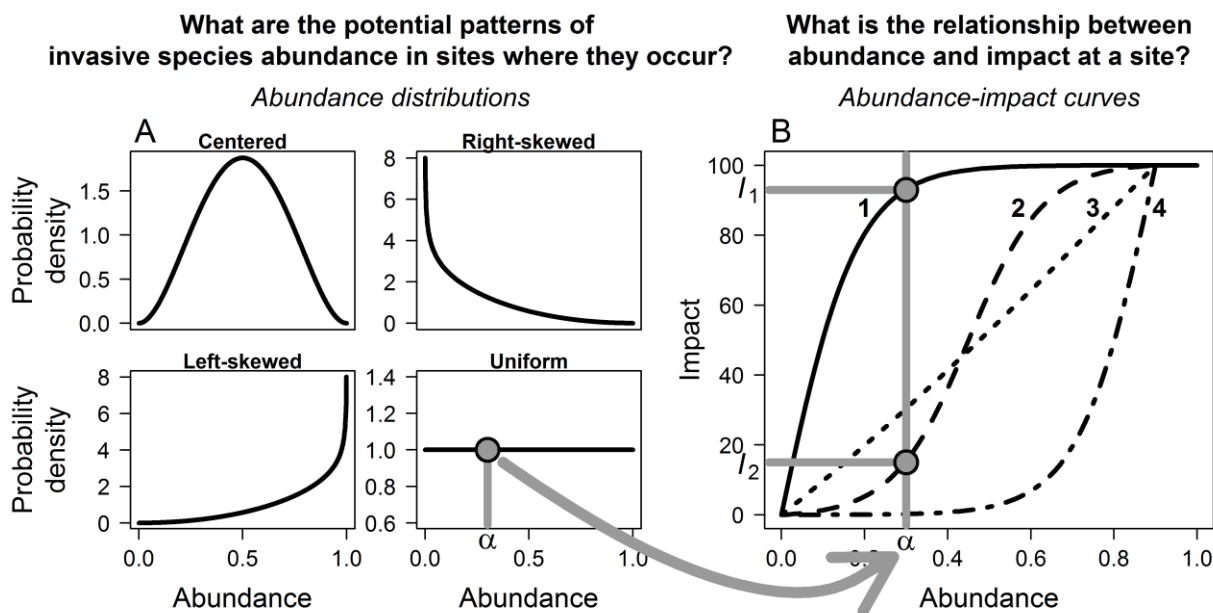 What are the potential patterns of
invasive species abundance in sites where they occur?
Abundance distributions
A
Centered
Right-skewed
Probability
density
0.0
0.5
1.0
1.5
0
2
4
6
8
Left-skewed
Uniform
Probability
density
0
2
4
6
8
0.6
0.8
1.0
1.2
1.4
α
0.0 0.5 1.0
0.0 0.5 1.0
Abundance
Abundance
What is the relationship between
abundance and impact at a site?
Abundance-impact curves
B
Impact
100
80
60
40
20
0
I1
I2
1
2
3
4
α
0.0 0.2 0.4 0.6 0.8 1.0
Abundance